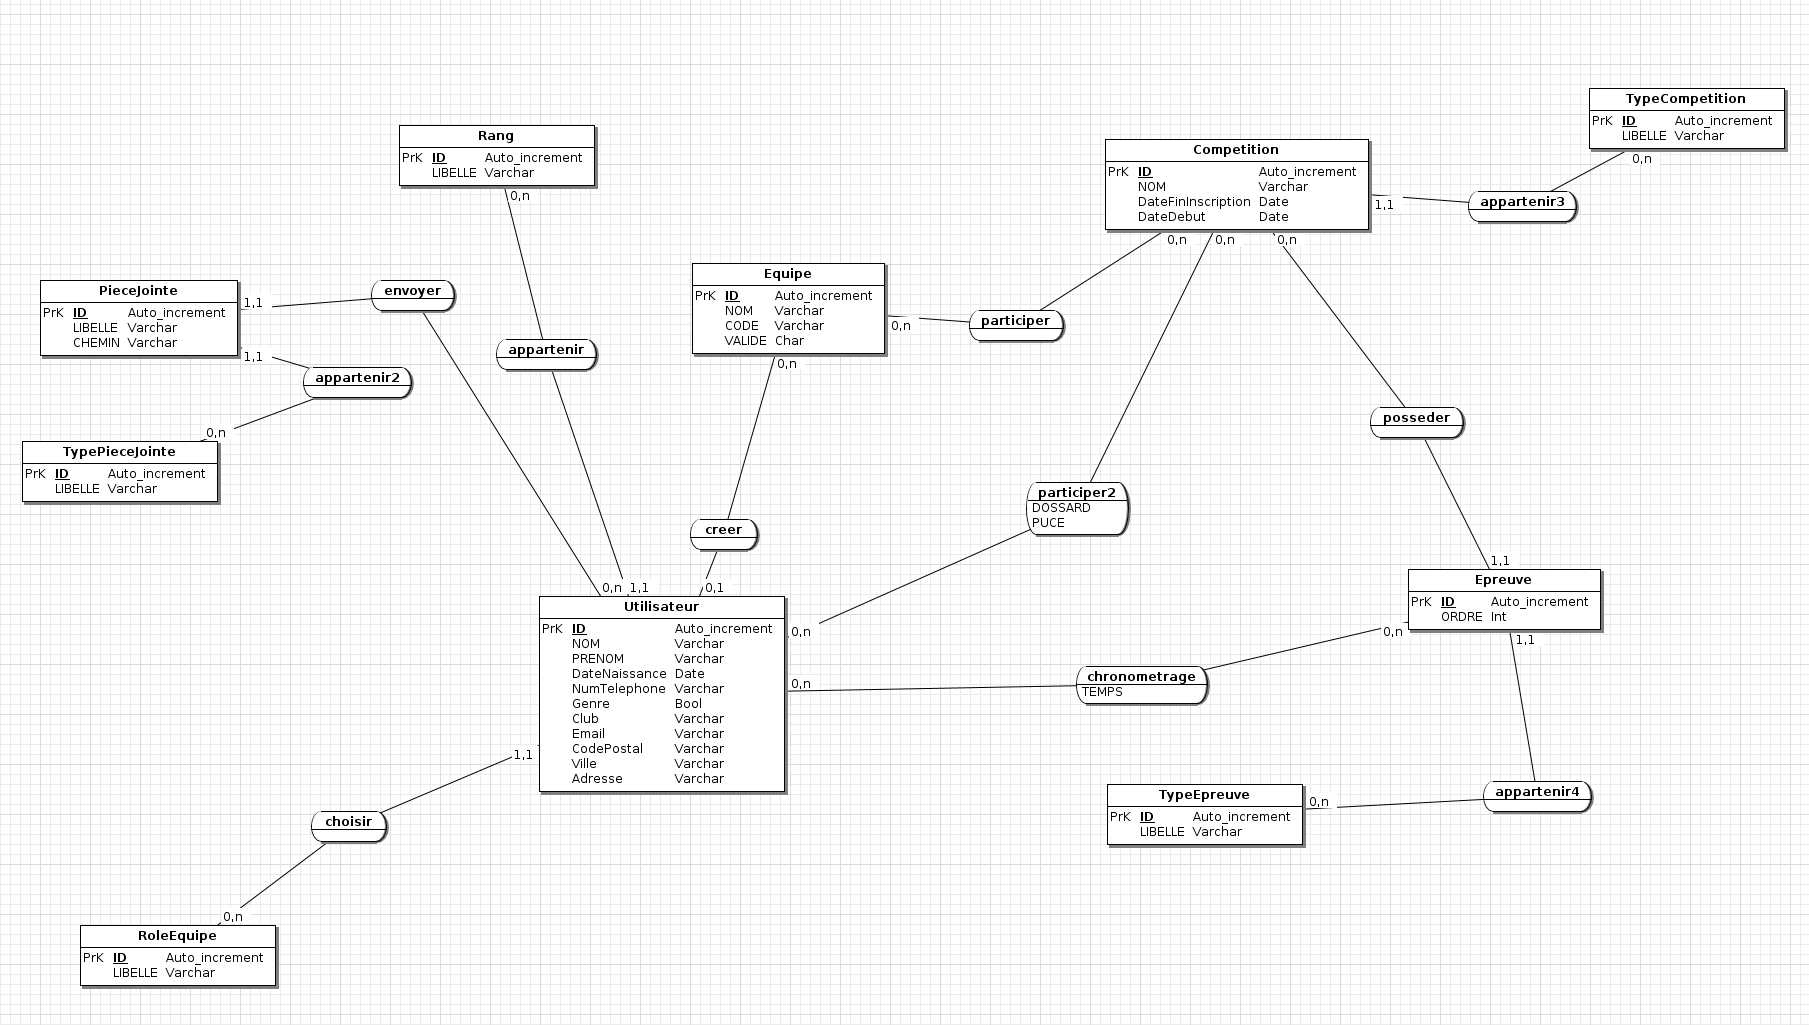 TypeCompetition
PrK ID Auto_increment
LIBELLE Varchar
0,n
Rang
PrK ID Auto_increment
LIBELLE Varchar
0,n
Competition
PrK ID Auto_increment
NOM Varchar
DateFinInscription Date
DateDebut Date
1,1
appartenir3
0,n
0,n
0,n
Equipe
PrK ID Auto_increment
NOM Varchar
CODE Varchar
VALIDE Char
0,n
0,n
participer
PieceJointe
PrK ID Auto_increment
LIBELLE Varchar
CHEMIN Varchar
1,1
1,1
envoyer
appartenir
appartenir2
0,n
TypePieceJointe
PrK ID Auto_increment
LIBELLE Varchar
posseder
participer2
DOSSARD
PUCE
creer
1,1
Epreuve
PrK ID Auto_increment
ORDRE Int
0,n
1,1
0,n
1,1
0,1
Utilisateur
PrK ID Auto_increment
NOM Varchar
PRENOM Varchar
DateNaissance Date
NumTelephone Varchar
Genre Bool
Club Varchar
Email Varchar
CodePostal Varchar
Ville Varchar
Adresse Varchar
0,n
0,n
1,1
chronometrage
TEMPS
TypeEpreuve
PrK ID Auto_increment
LIBELLE Varchar
0,n
appartenir4
choisir
0,n
RoleEquipe
PrK ID Auto_increment
LIBELLE Varchar